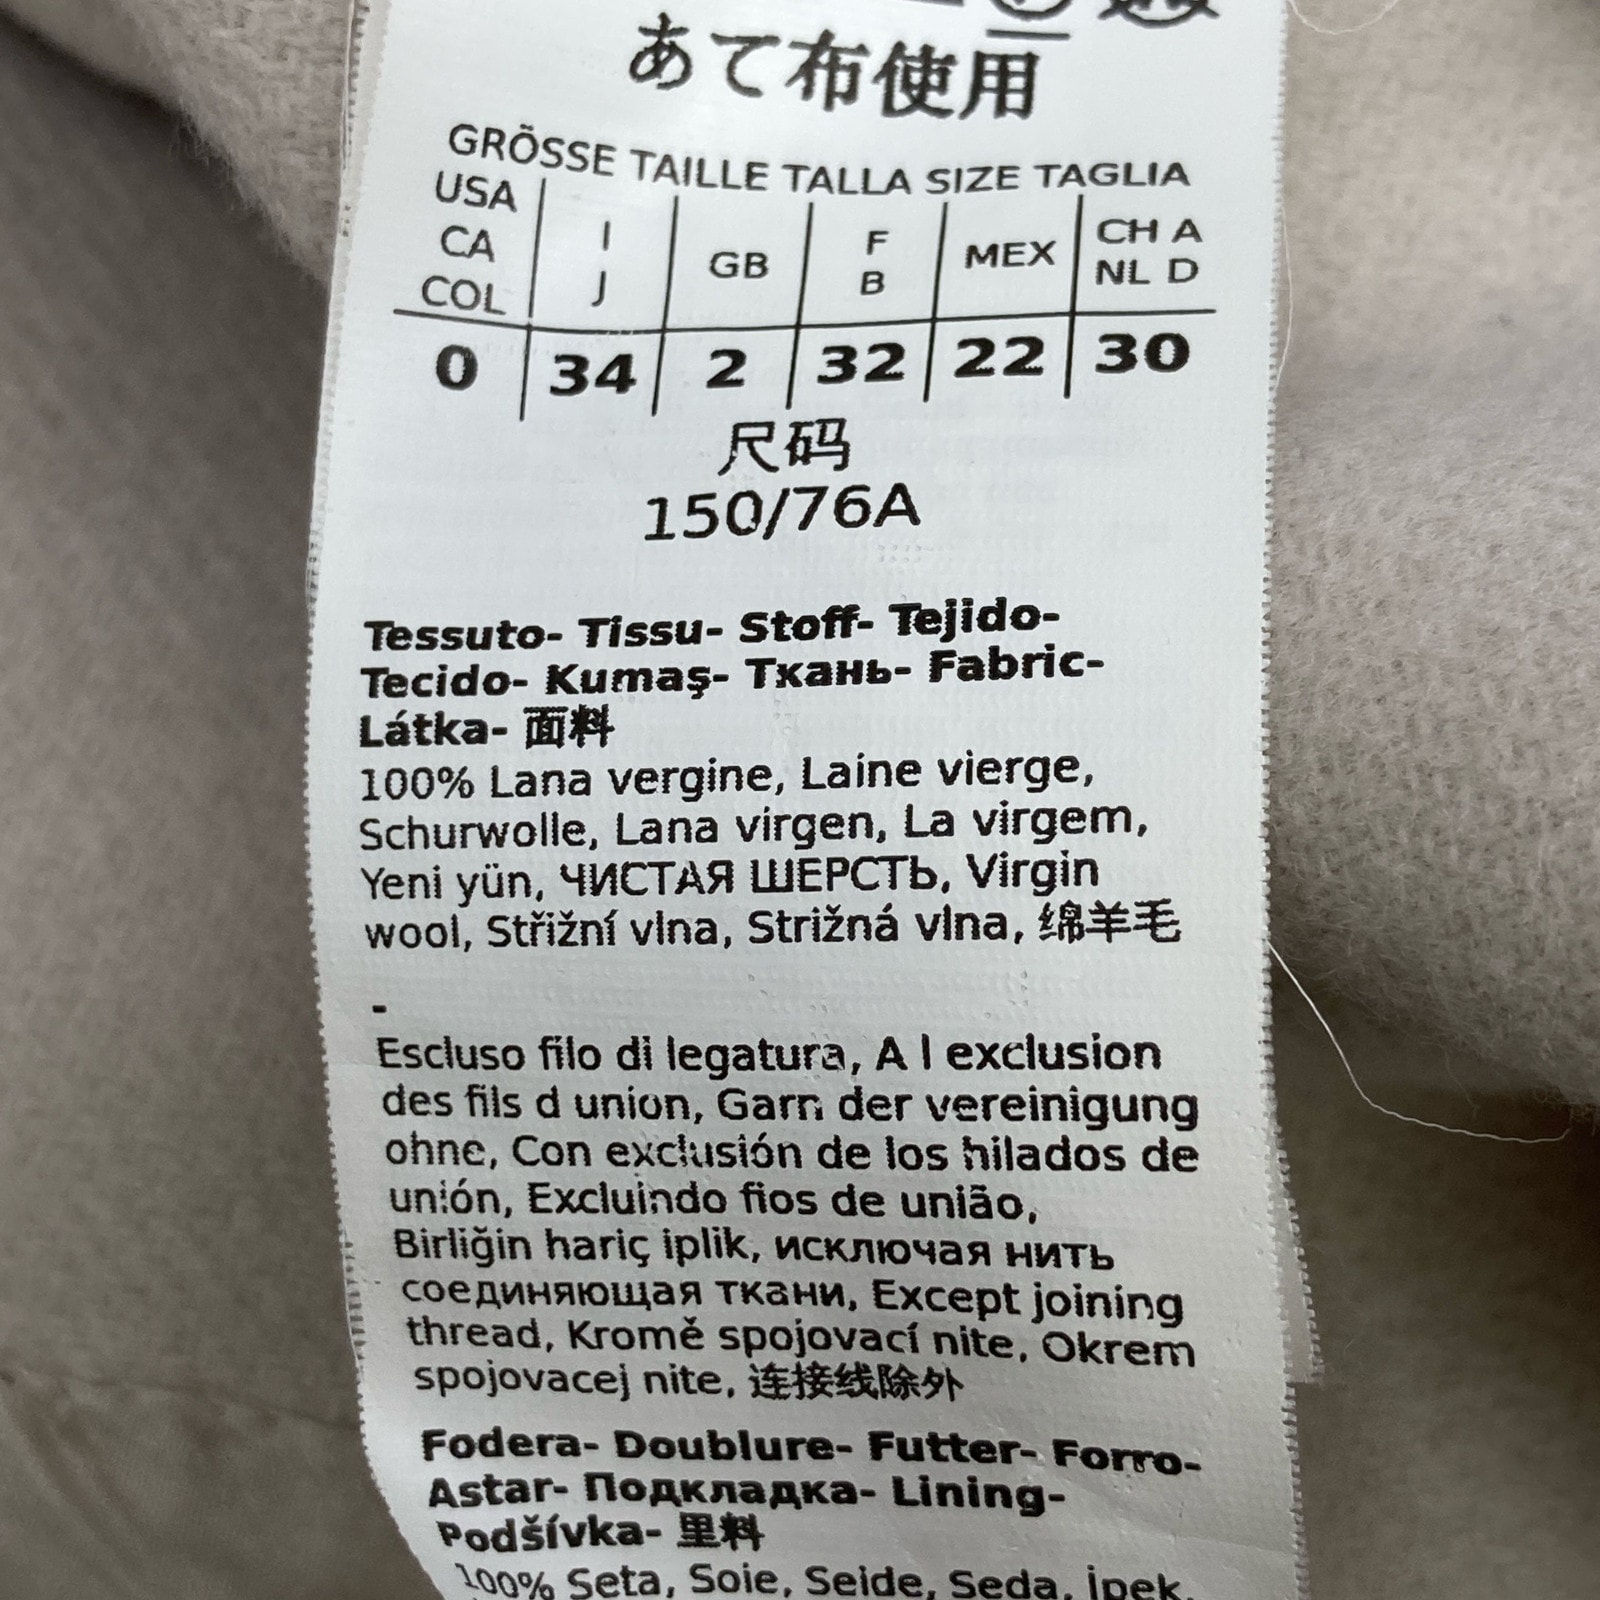 あて布使用
GRÖSSE TAILLE TALLA SIZE TAGLIA
USA CA COL | I J | GB | F B | MEX | CH A NL D
0 | 34 | 2 | 32 | 22 | 30
尺码
150/76A
Tessuto- Tissu- Stoff- Tejido-
Tecido- Kumaş- Ткань- Fabric-
Látka- 面料
100% Lana vergine, Laine vierge,
Schurwolle, Lana virgen, La virgem,
Yeni yün, ЧИСТАЯ ШЕРСТЬ, Virgin
wool, Střižní vlna, Strižná vlna, 绵羊毛
-
Escluso filo di legatura, A l exclusion
des fils d union, Garn der vereinigung
ohne, Con exclusión de los hilados de
unión, Excluindo fios de união,
Birliğin hariç iplik, исключая нить
соединяющая ткани, Except joining
thread, Kromě spojovací nite, Okrem
spojovacej nite, 连接线除外
Fodera- Doublure- Futter- Forro-
Astar- Подкладка- Lining-
Podšívka- 里料
100% Seta, Soie, Seide, Seda, İpek,